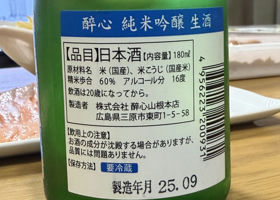 醉心 純米吟醸 生酒
【品目】日本酒【内容量】180ml
原材料名 米(国産)、米こうじ(国産米)
精米歩合 60% アルコール分 16度
飲酒は20歳になってから。
製造者 株式会社 醉心山根本店
広島県三原市東町1-5-58
【飲用上の注意】
お酒の成分が沈殿する場合がありますが、
品質には問題ありません。
【保存方法】要冷蔵
製造年月 25.09
4956225200931